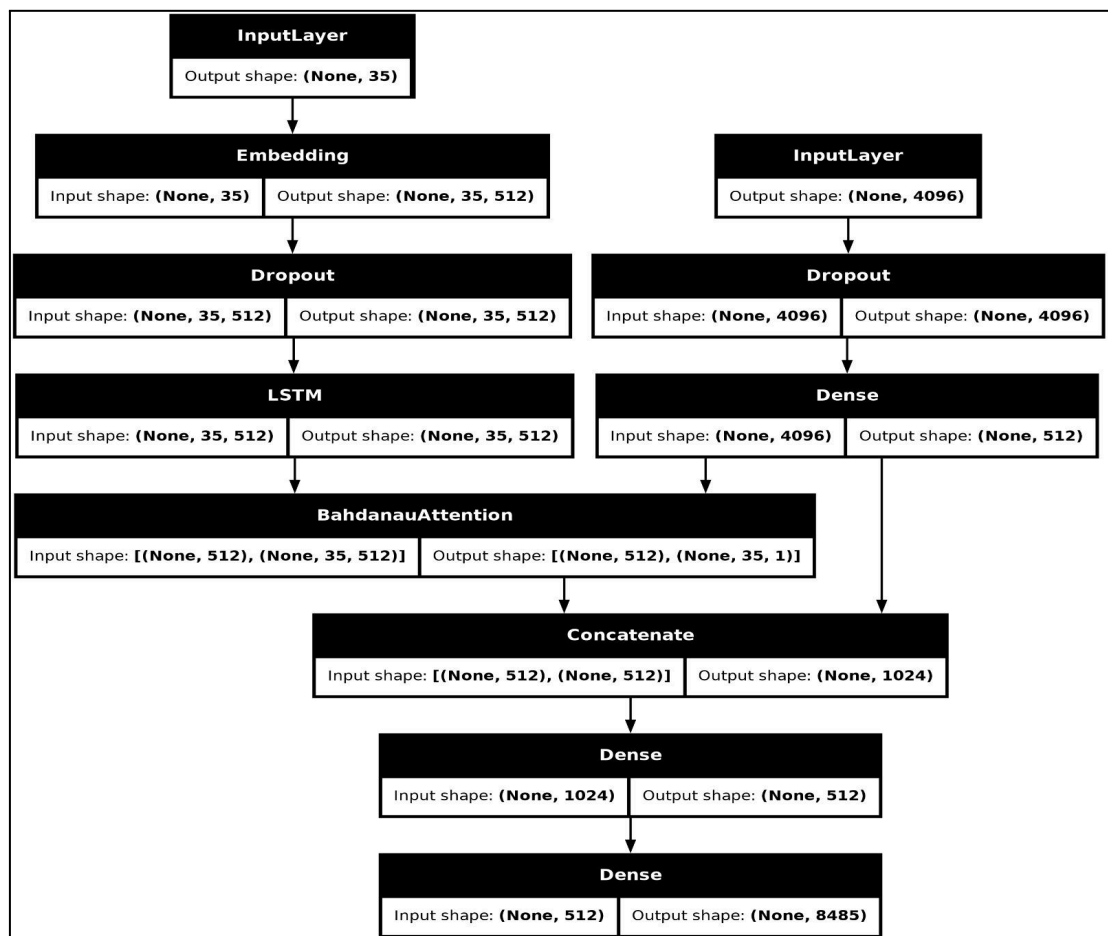 InputLayer
Output shape: (None, 35)
Embedding
Input shape: (None, 35) Output shape: (None, 35, 512)
InputLayer
Output shape: (None, 4096)
Dropout
Input shape: (None, 35, 512) Output shape: (None, 35, 512)
Dropout
Input shape: (None, 4096) Output shape: (None, 4096)
LSTM
Input shape: (None, 35, 512) Output shape: (None, 35, 512)
Dense
Input shape: (None, 4096) Output shape: (None, 512)
BahdanauAttention
Input shape: [(None, 512), (None, 35, 512)] Output shape: [(None, 512), (None, 35, 1)]
Concatenate
Input shape: [(None, 512), (None, 512)] Output shape: (None, 1024)
Dense
Input shape: (None, 1024) Output shape: (None, 512)
Dense
Input shape: (None, 512) Output shape: (None, 8485)